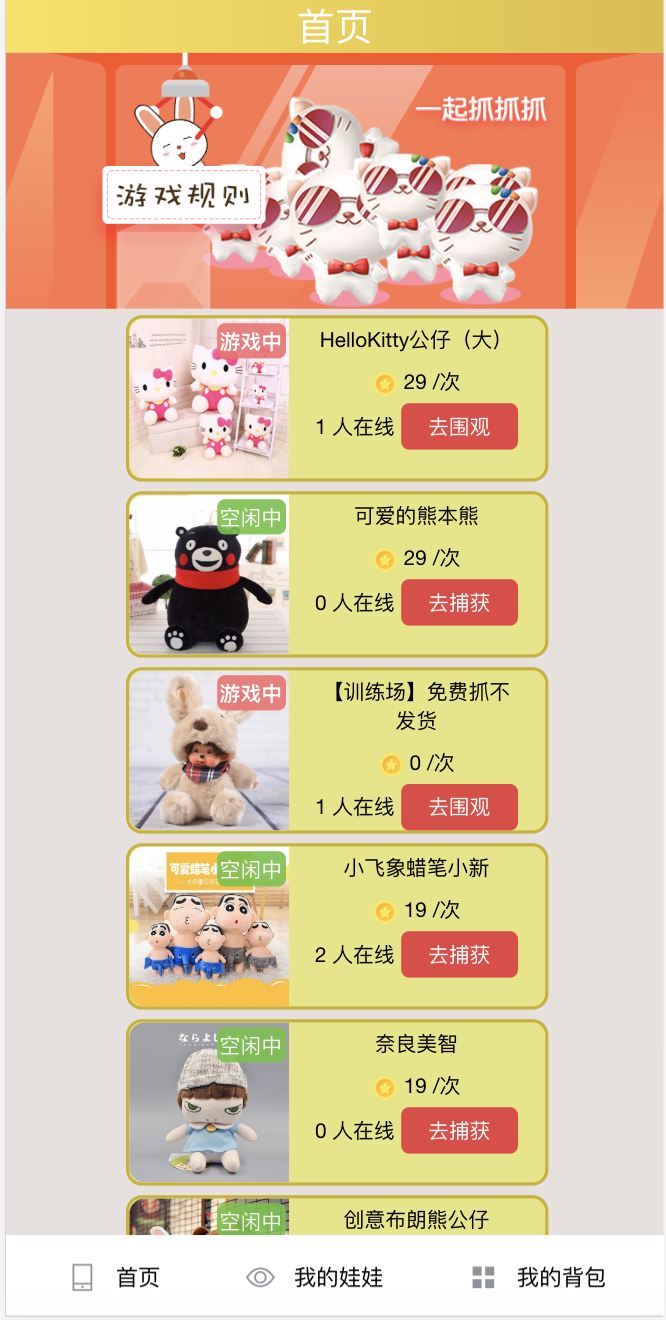 首页
一起抓抓抓
游戏规则
游戏中
HelloKitty公仔（大）
29 /次
1 人在线
去围观
空闲中
可爱的熊本熊
29 /次
0 人在线
去捕获
游戏中
【训练场】免费抓不
发货
0 /次
1 人在线
去围观
可爱蜡笔小
空闲中
小飞象蜡笔小新
19 /次
2 人在线
去捕获
ならよし
空闲中
奈良美智
19 /次
0 人在线
去捕获
空闲中
创意布朗熊公仔
首页
我的娃娃
我的背包